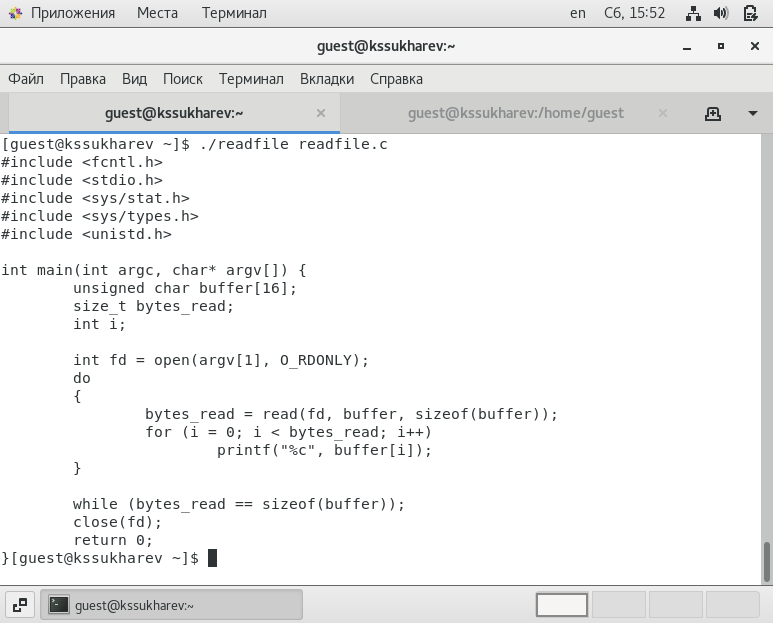 Приложения Места Терминал en Сб, 15:52
guest@kssukharev:~
Файл Правка Вид Поиск Терминал Вкладки Справка
guest@kssukharev:~ × guest@kssukharev:/home/guest ×
[guest@kssukharev ~]$ ./readfile readfile.c
#include <fcntl.h>
#include <stdio.h>
#include <sys/stat.h>
#include <sys/types.h>
#include <unistd.h>

int main(int argc, char* argv[]) {
        unsigned char buffer[16];
        size_t bytes_read;
        int i;

        int fd = open(argv[1], O_RDONLY);
        do
        {
                bytes_read = read(fd, buffer, sizeof(buffer));
                for (i = 0; i < bytes_read; i++)
                        printf("%c", buffer[i]);
        }

        while (bytes_read == sizeof(buffer));
        close(fd);
        return 0;
}[guest@kssukharev ~]$
guest@kssukharev:~